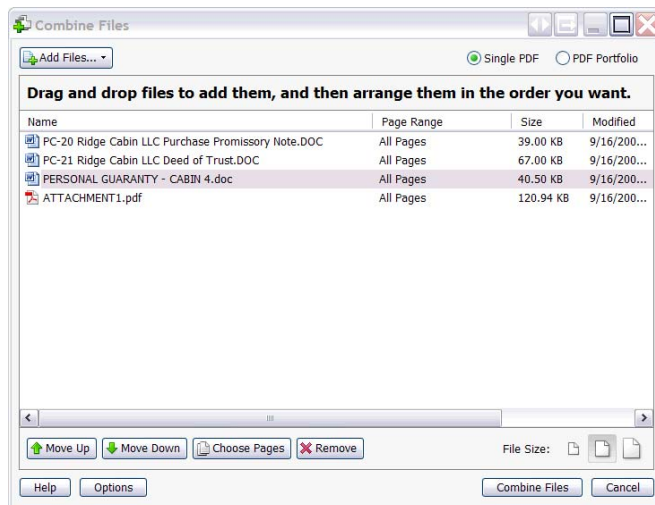 Combine Files
Add Files...
Single PDF PDF Portfolio
Drag and drop files to add them, and then arrange them in the order you want.
Name Page Range Size Modified
PC-20 Ridge Cabin LLC Purchase Promissory Note.DOC All Pages 39.00 KB 9/16/200...
PC-21 Ridge Cabin LLC Deed of Trust.DOC All Pages 67.00 KB 9/16/200...
PERSONAL GUARANTY - CABIN 4.doc All Pages 40.50 KB 9/16/200...
ATTACHMENT1.pdf All Pages 120.94 KB 9/16/200...
Move Up Move Down Choose Pages Remove File Size:
Help Options Combine Files Cancel